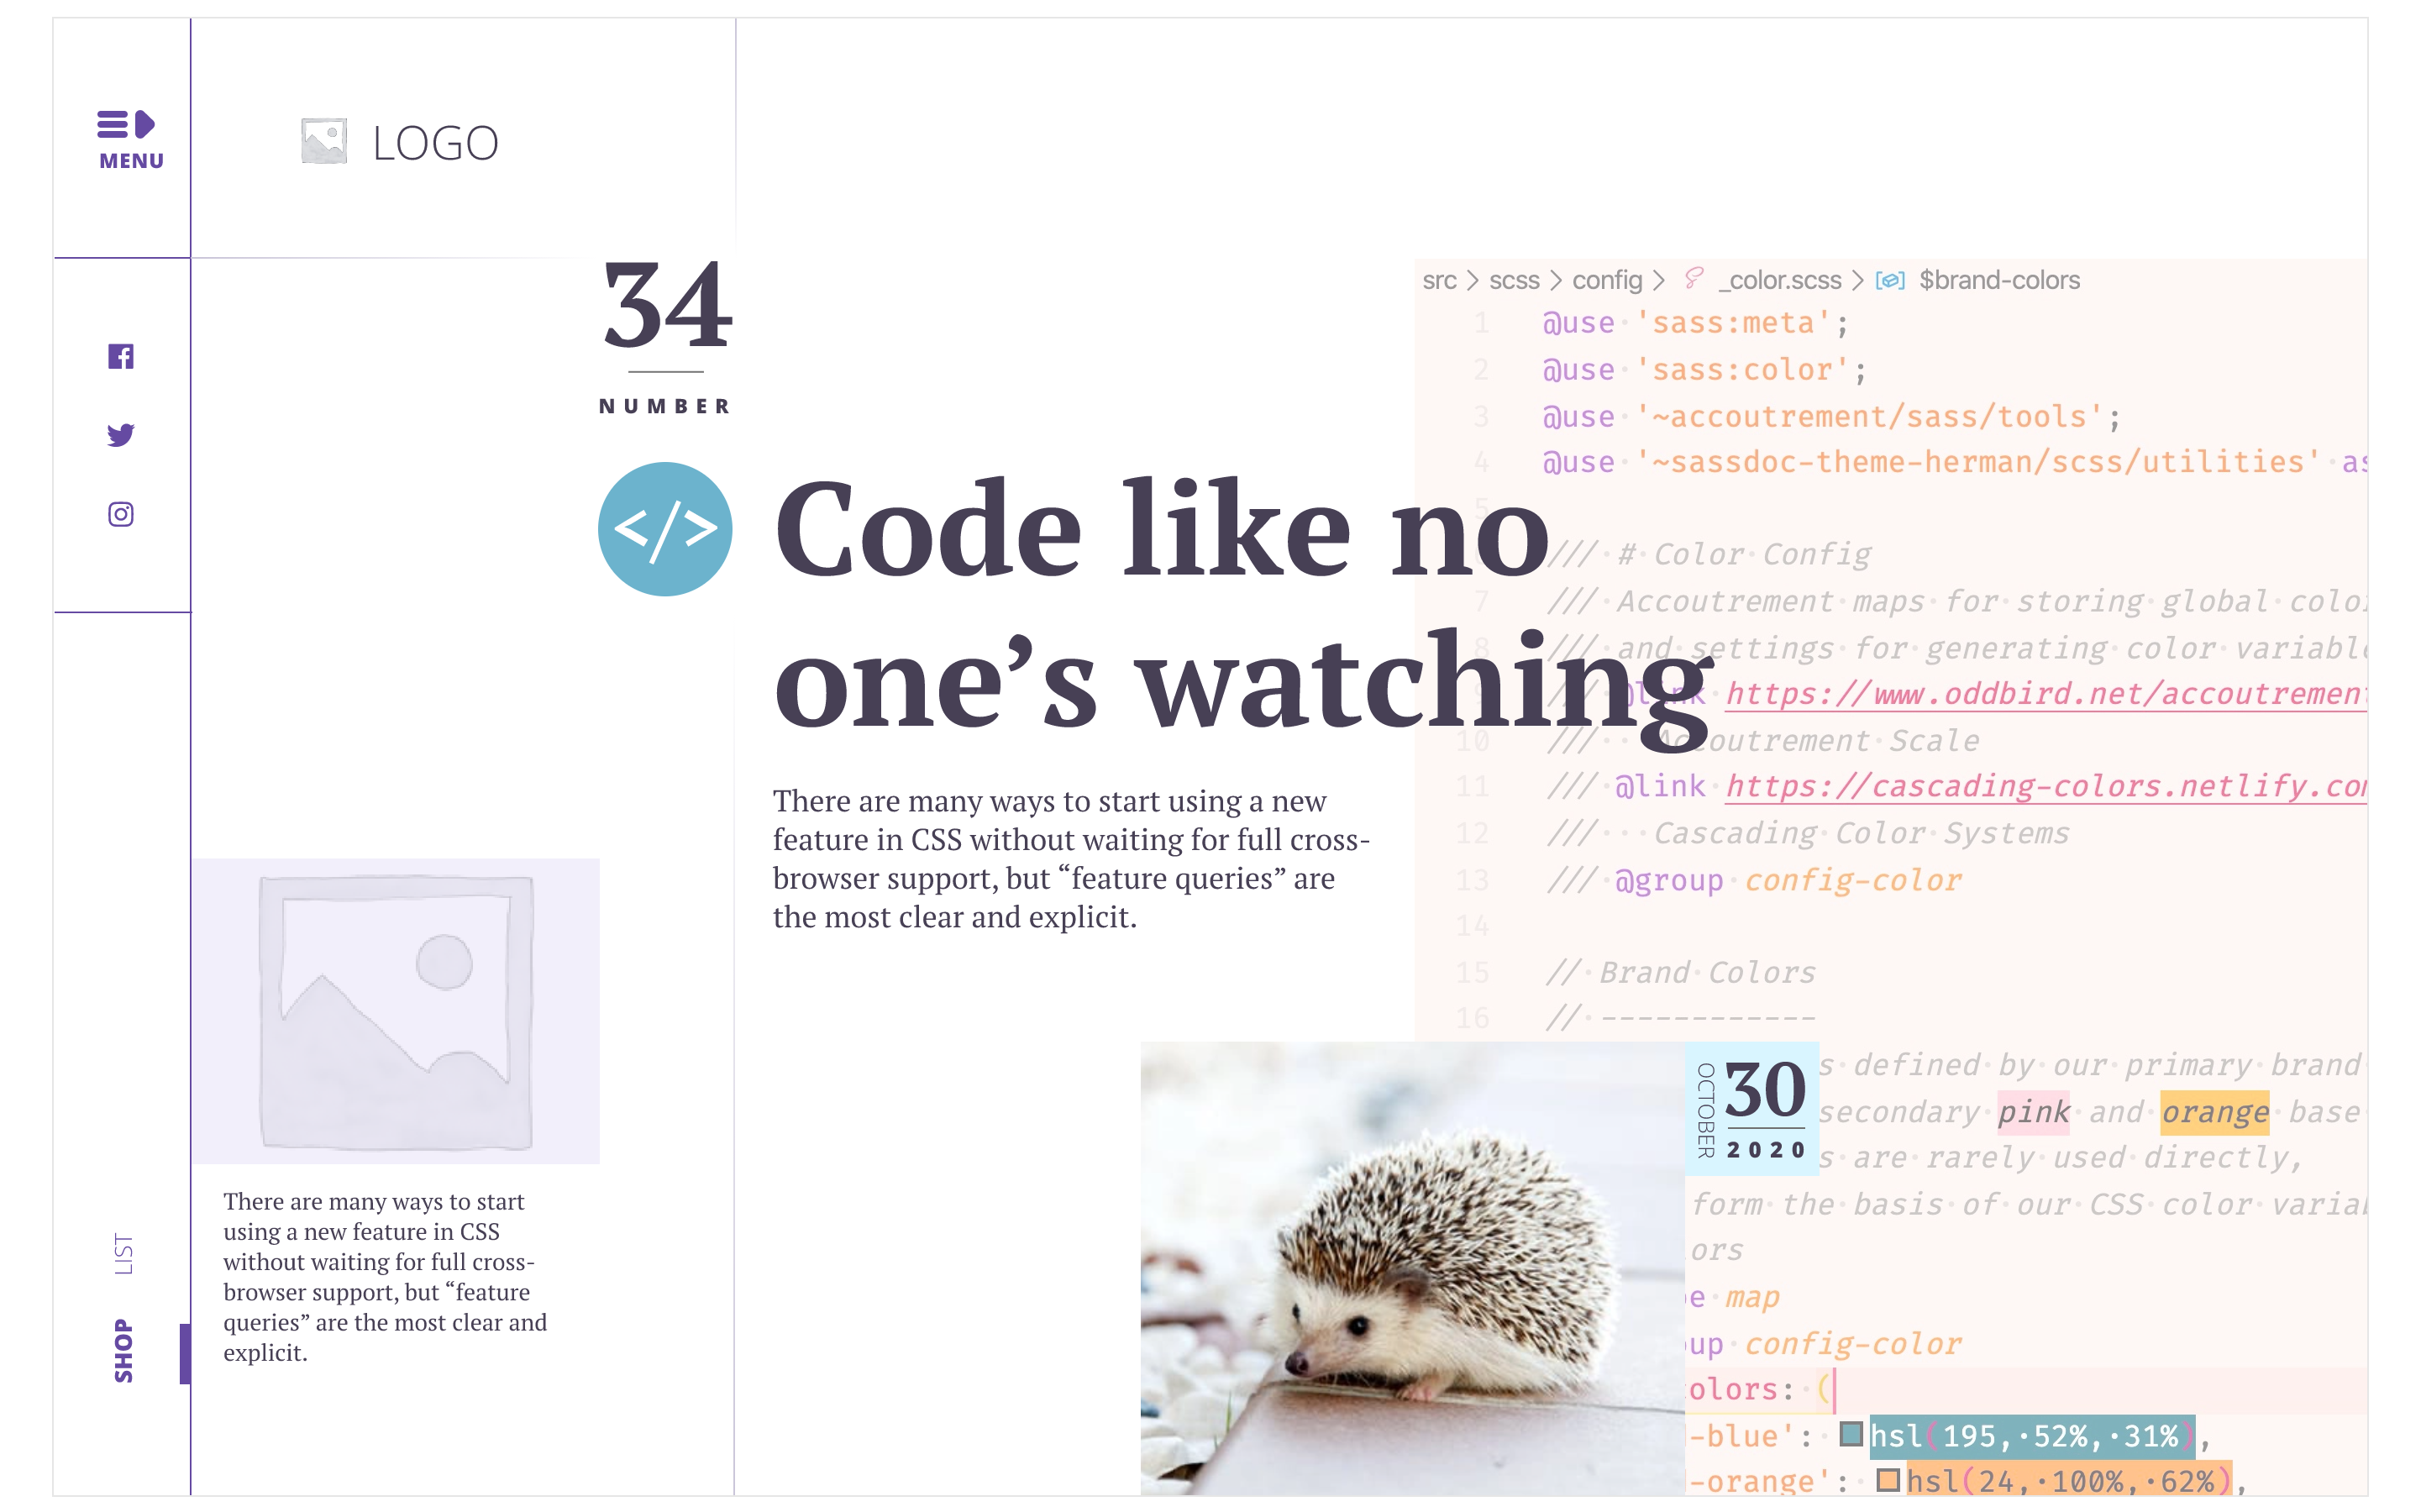 MENU
LOGO
34
NUMBER
</>
Code like no
one’s watching
There are many ways to start using a new
feature in CSS without waiting for full cross-
browser support, but “feature queries” are
the most clear and explicit.
There are many ways to start
using a new feature in CSS
without waiting for full cross-
browser support, but “feature
queries” are the most clear and
explicit.
LIST
SHOP
OCTOBER
30
2020
src > scss > config > _color.scss > $brand-colors
1 @use 'sass:meta';
2 @use 'sass:color';
3 @use '~accoutrement/sass/tools';
4 @use '~sassdoc-theme-herman/scss/utilities' as
5
/// # Color Config
7 /// Accoutrement maps for storing global color
8 /// and settings for generating color variable
/// @link https://www.oddbird.net/accoutrement
10 /// Accoutrement Scale
11 /// @link https://cascading-colors.netlify.com
12 /// Cascading Color Systems
13 /// @group config-color
14
15 // Brand Colors
16 // ------------
s defined by our primary brand
secondary pink and orange base
s are rarely used directly,
form the basis of our CSS color variab
ors
e map
up config-color
olors: (
-blue': hsl(195, 52%, 31%),
-orange': hsl(24, 100%, 62%),